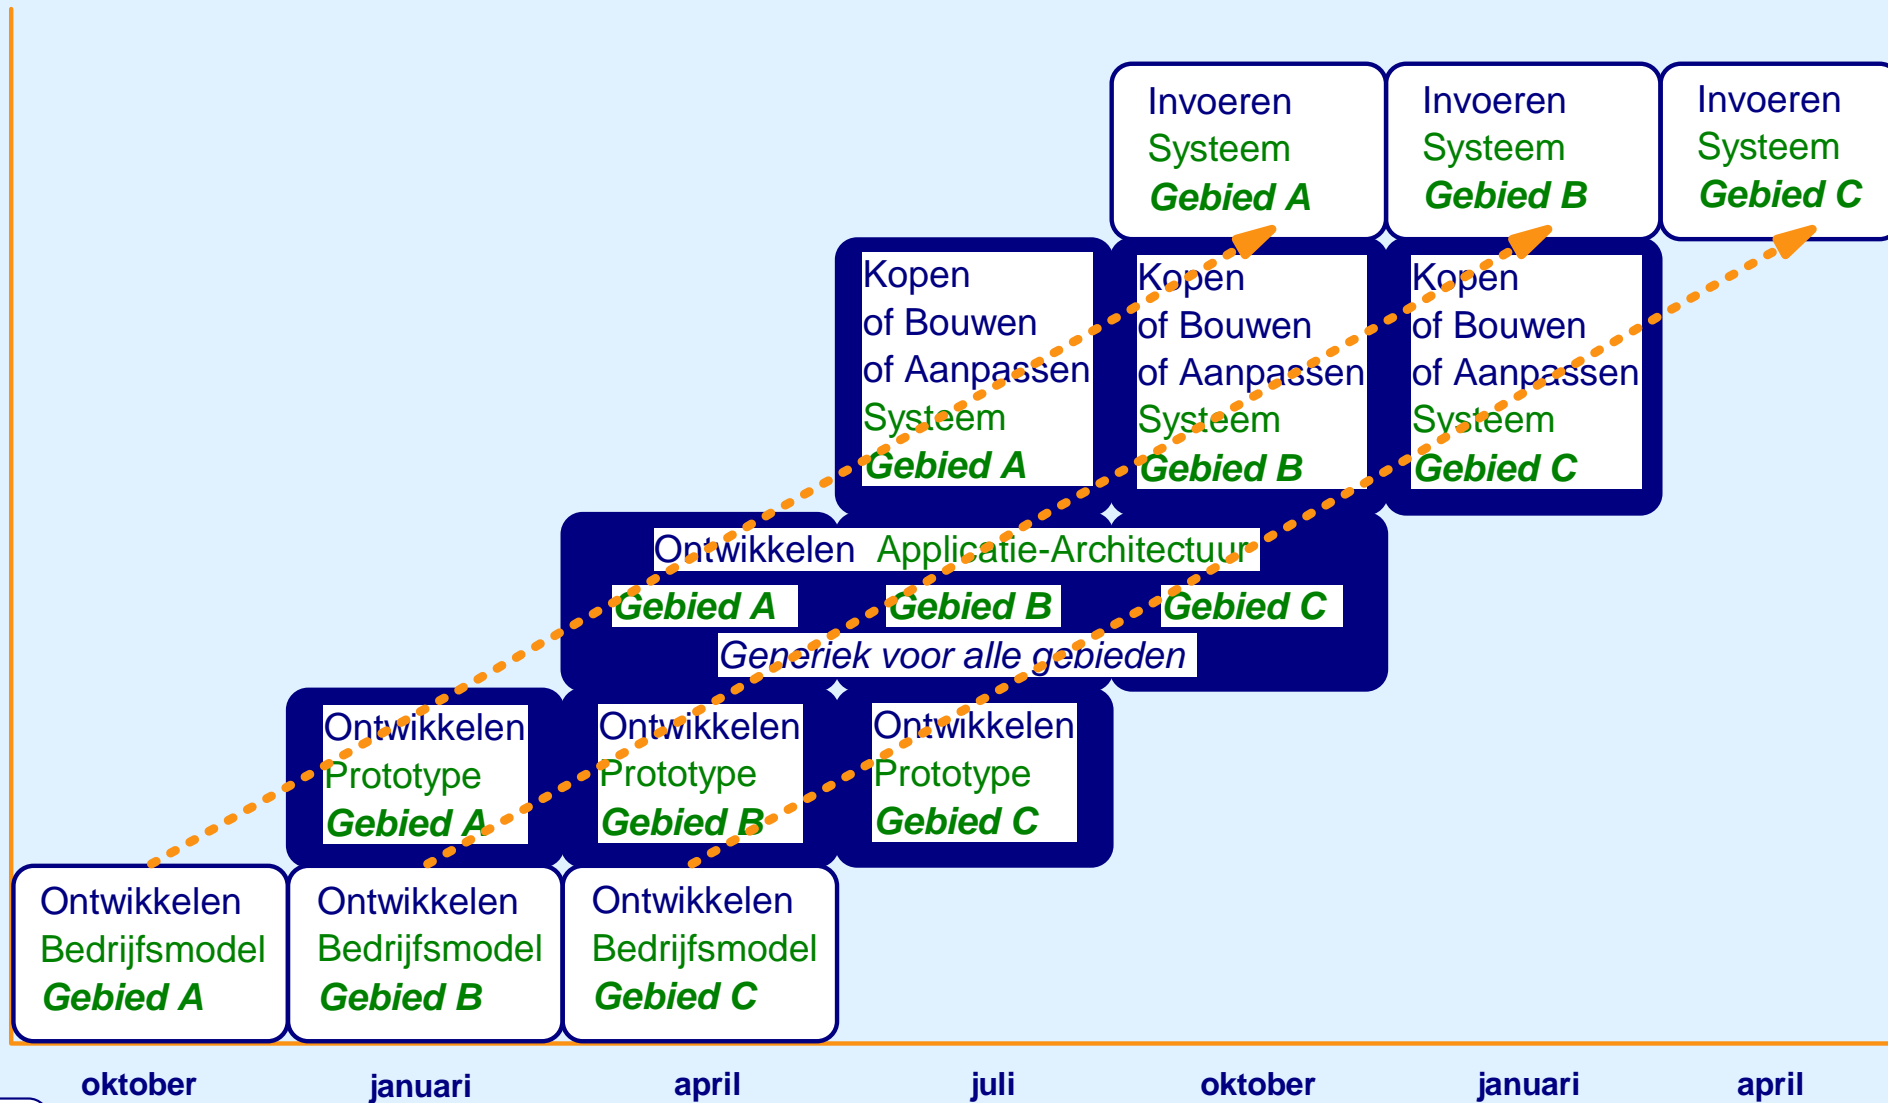 Invoeren
Systeem
Gebied A
Invoeren
Systeem
Gebied B
Invoeren
Systeem
Gebied C
Kopen
of Bouwen
of Aanpassen
Systeem
Gebied A
Kopen
of Bouwen
of Aanpassen
Systeem
Gebied B
Kopen
of Bouwen
of Aanpassen
Systeem
Gebied C
Ontwikkelen Applicatie-Architectuur
Gebied A Gebied B Gebied C
Generiek voor alle gebieden
Ontwikkelen
Prototype
Gebied A
Ontwikkelen
Prototype
Gebied B
Ontwikkelen
Prototype
Gebied C
Ontwikkelen
Bedrijfsmodel
Gebied A
Ontwikkelen
Bedrijfsmodel
Gebied B
Ontwikkelen
Bedrijfsmodel
Gebied C
oktober januari april juli oktober januari april